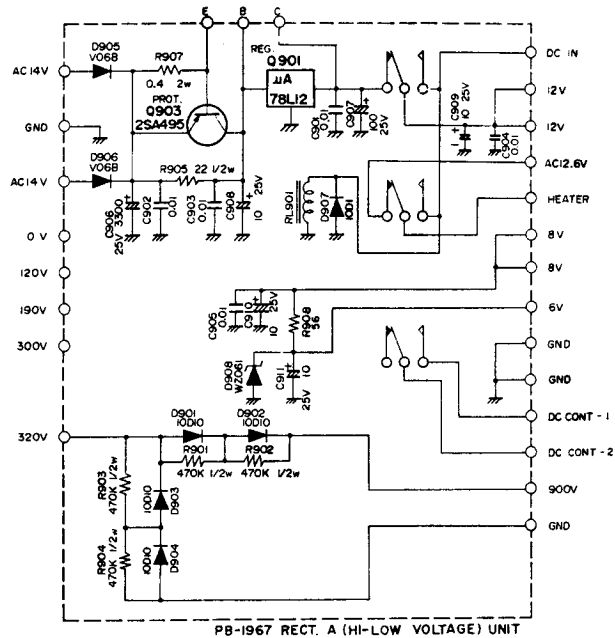 E B C
D905
V06B
R907
0.4 2W
REG. Q901
μA
78L12
PROT.
Q903
2SA495
AC14V
GND
D906
V06B
AC14V
R905 22 1/2W
C906 3300
25V
C902
0.01
C903
0.01
C908
10
25V
C901
0.01
C907
100
25V
C909
10 25V
C904
0.01
RL901
D907
10D1
DC IN
12V
12V
AC12.6V
HEATER
8V
8V
6V
GND
GND
DC CONT - 1
DC CONT - 2
900V
GND
0V
120V
190V
300V
320V
C905
0.01
C910
10
25V
R908
56
D908
WZ061
C911
10
25V
D901
10D10
D902
10D10
R901
470K 1/2W
R902
470K 1/2W
R903
470K 1/2W
10D10
D903
R904
470K 1/2W
10D10
D904
PB-1967 RECT. A (HI-LOW VOLTAGE) UNIT